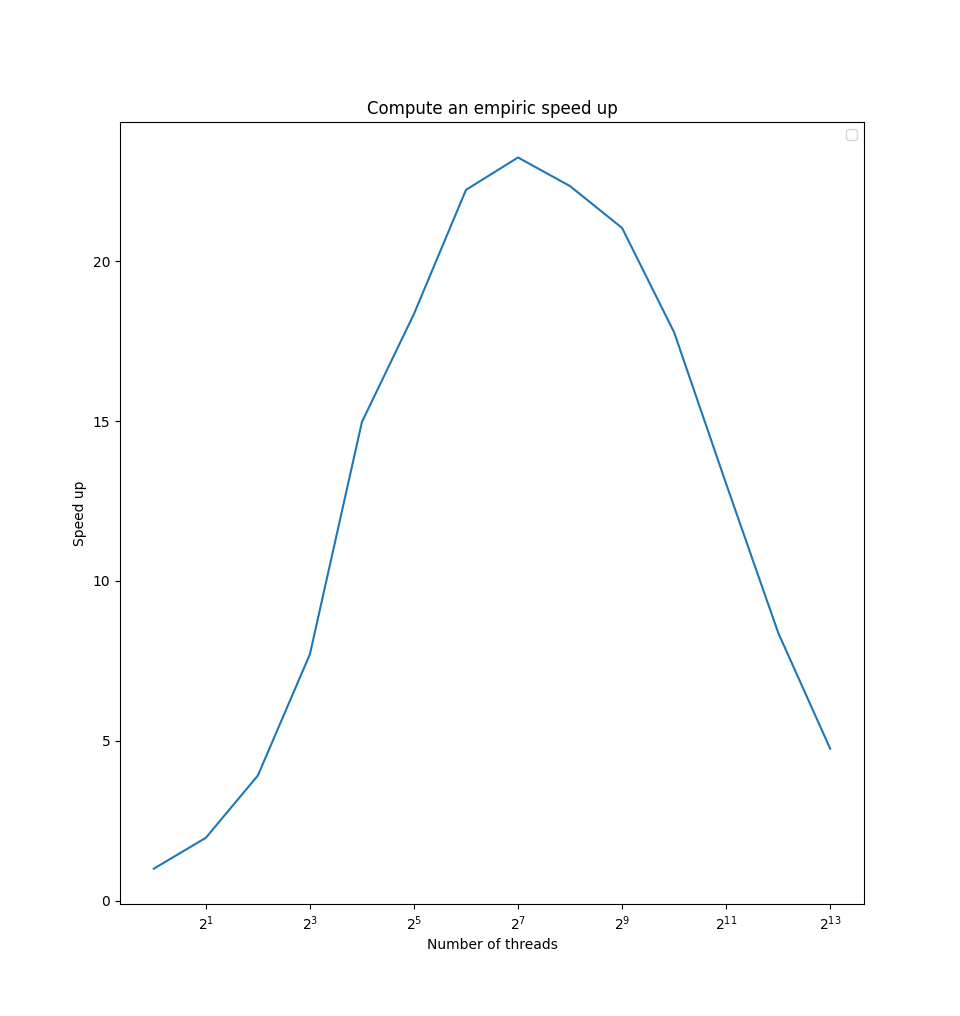 Compute an empiric speed up
20
15
10
5
0
Speed up
2^1 2^3 2^5 2^7 2^9 2^11 2^13
Number of threads